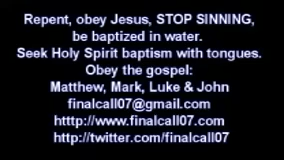 Repent, obey Jesus, STOP SINNING,
be baptized in water.
Seek Holy Spirit baptism with tongues.
Obey the gospel:
Matthew, Mark, Luke & John
finalcall07@gmail.com
htttp://www.finalcall07.com
http://twitter.com/finalcall07